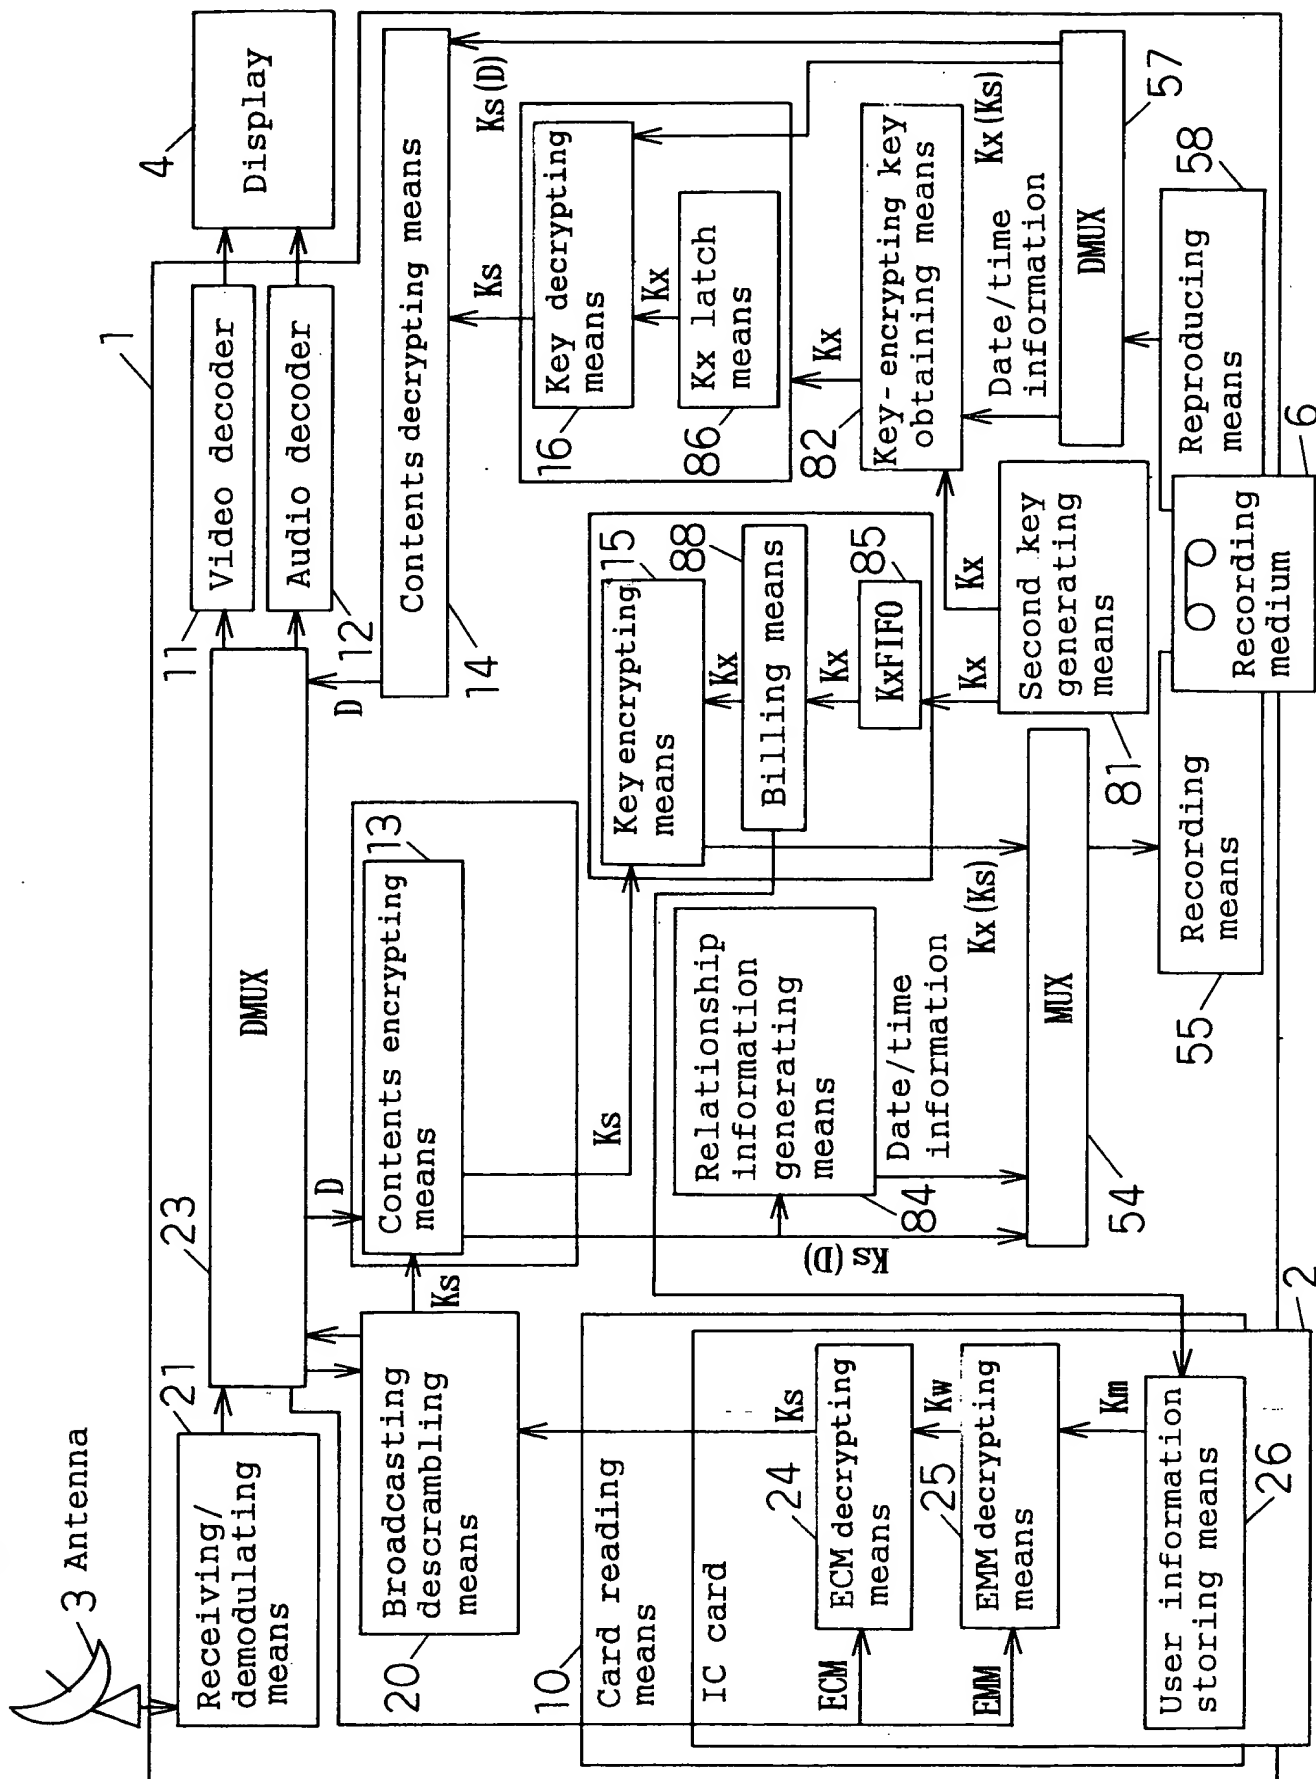 3 Antenna
1
Receiving/
demodulating
means
21
DMUX
23
11
Video decoder
Audio decoder
12
4
Display
D
D
Broadcasting
descrambling
means
20
Ks
Contents encrypting
means
13
Contents decrypting means
14
Ks(D)
Ks
Ks
Ks(D)
Key encrypting
means
15
Kx
Billing means
88
Kx
KxFIFO
85
Kx
Key decrypting
means
16
Kx
Kx latch
means
86
Kx
Key-encrypting key
obtaining means
82
Kx(Ks)
Date/time
information
Kx
Second key
generating
means
81
DMUX
57
Relationship
information
generating
means
84
Date/time
information
Kx(Ks)
MUX
54
Recording
means
55
Recording
medium
6
Reproducing
means
58
10
Card reading
means
IC card
2
Ks
ECM
24
ECM decrypting
means
Kw
EMM
25
EMM decrypting
means
Km
User information
storing means
26